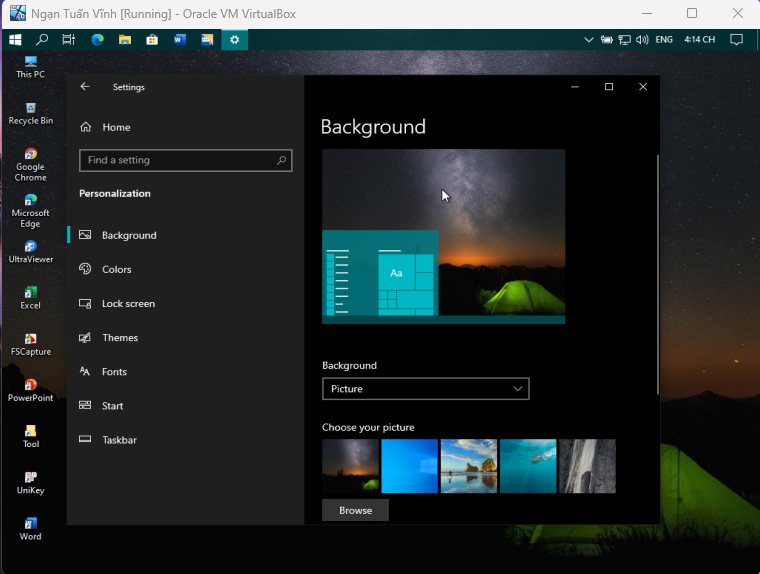 Ngạn Tuấn Vĩnh [Running] - Oracle VM VirtualBox
ENG 4:14 CH
This PC
Recycle Bin
Google
Chrome
Microsoft
Edge
UltraViewer
Excel
FSCapture
PowerPoint
Tool
UniKey
Word
Settings
Home
Find a setting
Personalization
Background
Colors
Lock screen
Themes
Fonts
Start
Taskbar
Background
Aa
Background
Picture
Choose your picture
Browse